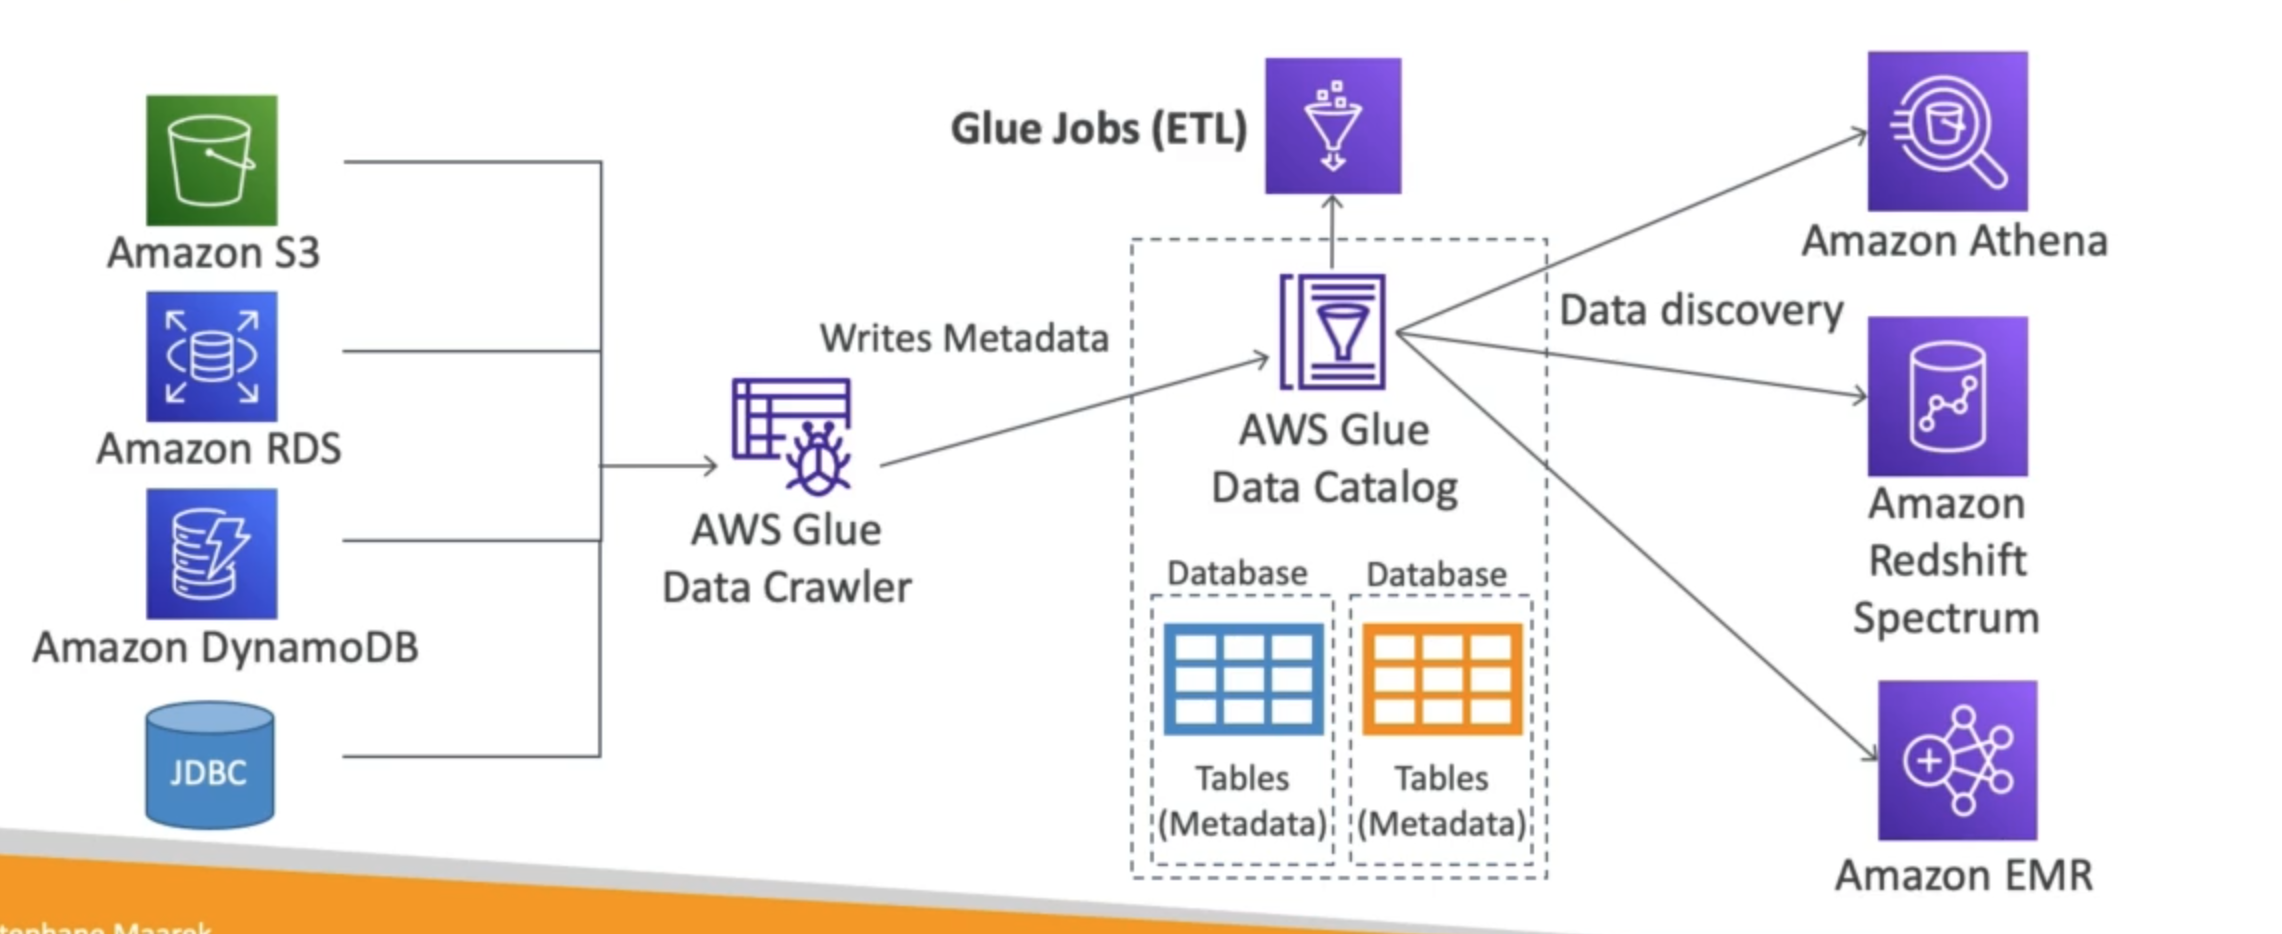 Amazon S3
Amazon RDS
Amazon DynamoDB
JDBC
AWS Glue
Data Crawler
Writes Metadata
Glue Jobs (ETL)
AWS Glue
Data Catalog
Database
Tables
(Metadata)
Database
Tables
(Metadata)
Data discovery
Amazon Athena
Amazon
Redshift
Spectrum
Amazon EMR
Maarek